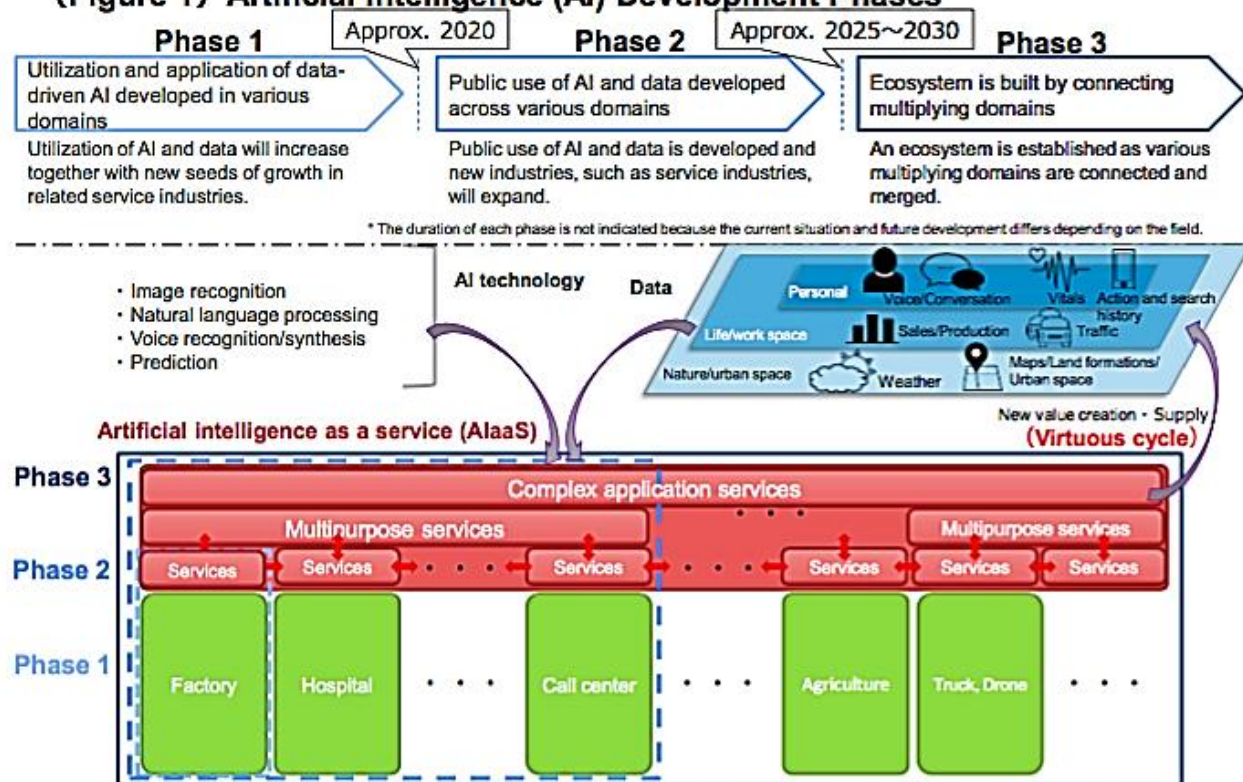 (Figure 1) Artificial Intelligence (AI) Development Phases
Phase 1
Approx. 2020
Phase 2
Approx. 2025~2030
Phase 3
Utilization and application of data-
driven AI developed in various
domains
Public use of AI and data developed
across various domains
Ecosystem is built by connecting
multiplying domains
Utilization of AI and data will increase
together with new seeds of growth in
related service industries.
Public use of AI and data is developed and
new industries, such as service industries,
will expand.
An ecosystem is established as various
multiplying domains are connected and
merged.
* The duration of each phase is not indicated because the current situation and future development differs depending on the field.
・Image recognition
・Natural language processing
・Voice recognition/synthesis
・Prediction
AI technology
Data
Personal
Voice/Conversation
Vitals
Action and search
history
Life/work space
Sales/Production
Traffic
Nature/urban space
Weather
Maps/Land formations/
Urban space
New value creation・Supply
(Virtuous cycle)
Artificial intelligence as a service (AIaaS)
Phase 3
Complex application services
Multipurpose services
・・・
Multipurpose services
Phase 2
Services
Services
・・・
Services
・・・
Services
Services
Services
Phase 1
Factory
Hospital
・・・
Call center
・・・
Agriculture
Truck, Drone
・・・